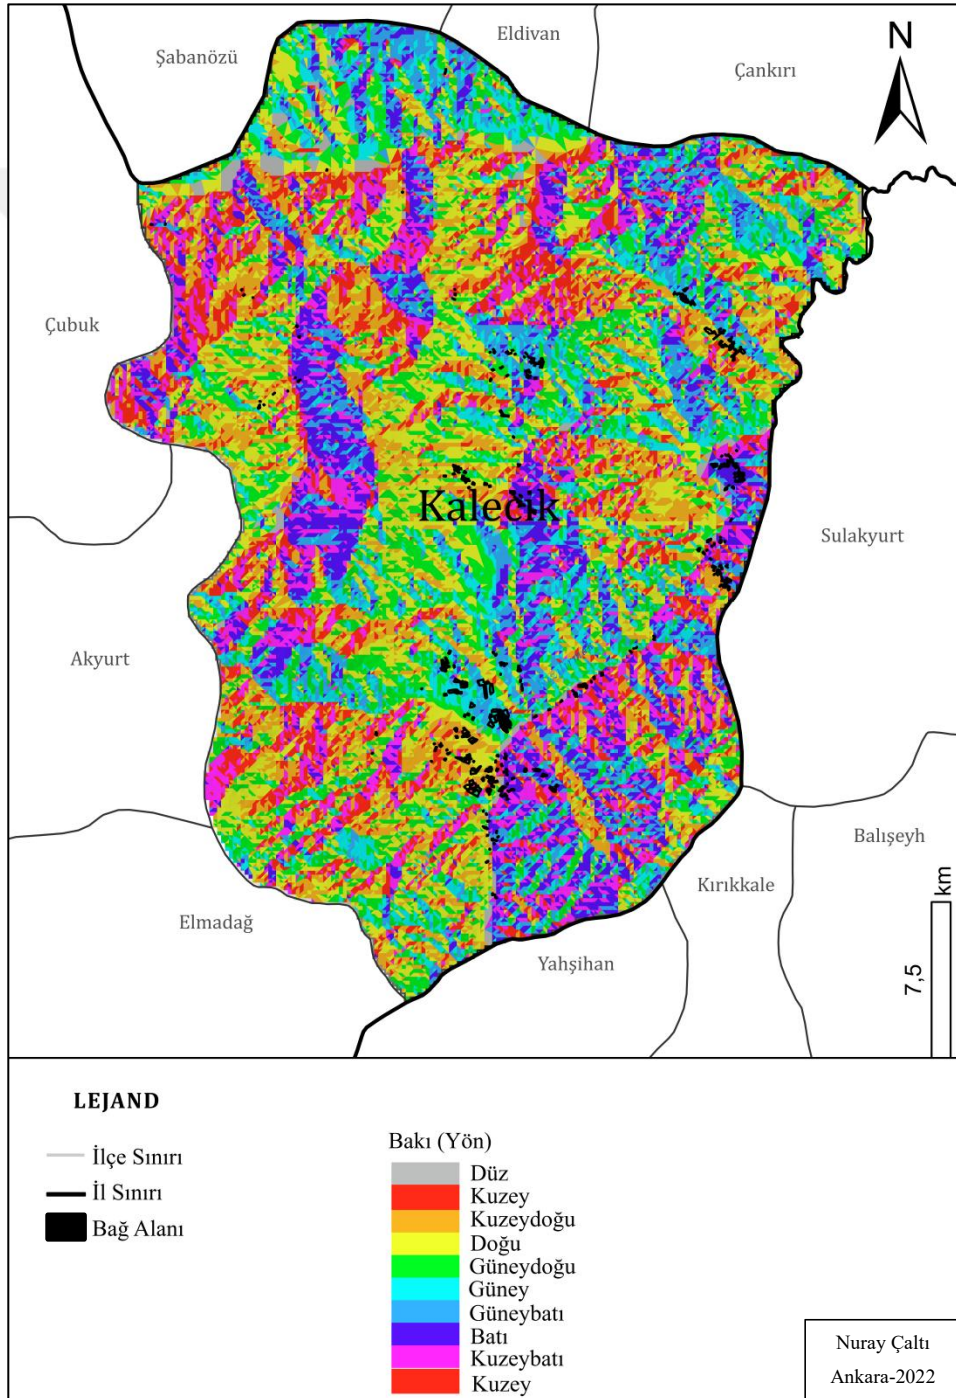 Eldivan
Şabanözü
Çankırı
N
Çubuk
Kalecik
Sulakyurt
Akyurt
Balışeyh
Kırıkkale
km
7,5
Elmadağ
Yahşihan
LEJAND
İlçe Sınırı
İl Sınırı
Bağ Alanı
Bakı (Yön)
Düz
Kuzey
Kuzeydoğu
Doğu
Güneydoğu
Güney
Güneybatı
Batı
Kuzeybatı
Kuzey
Nuray Çaltı
Ankara-2022